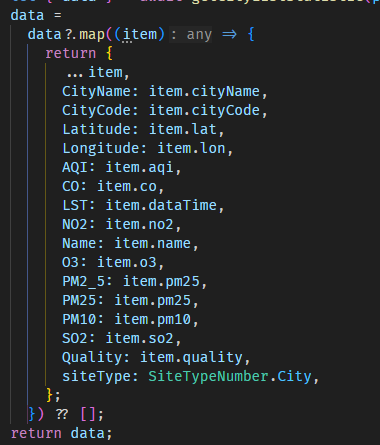 data =
data?.map((item): any => {
return {
...item,
CityName: item.cityName,
CityCode: item.cityCode,
Latitude: item.lat,
Longitude: item.lon,
AQI: item.aqi,
CO: item.co,
LST: item.dataTime,
NO2: item.no2,
Name: item.name,
O3: item.o3,
PM2_5: item.pm25,
PM25: item.pm25,
PM10: item.pm10,
SO2: item.so2,
Quality: item.quality,
siteType: SiteTypeNumber.City,
};
}) ?? [];
return data;